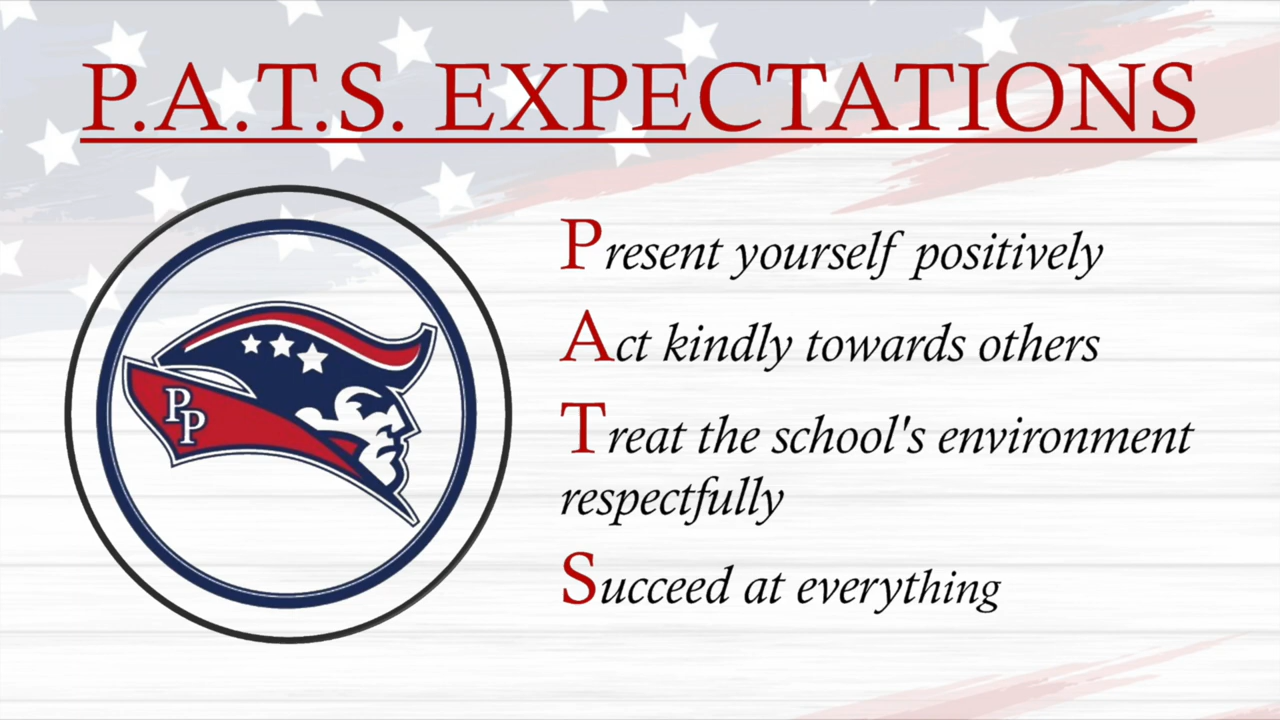 P.A.T.S. EXPECTATIONS
PP
Present yourself positively
Act kindly towards others
Treat the school's environment
respectfully
Succeed at everything